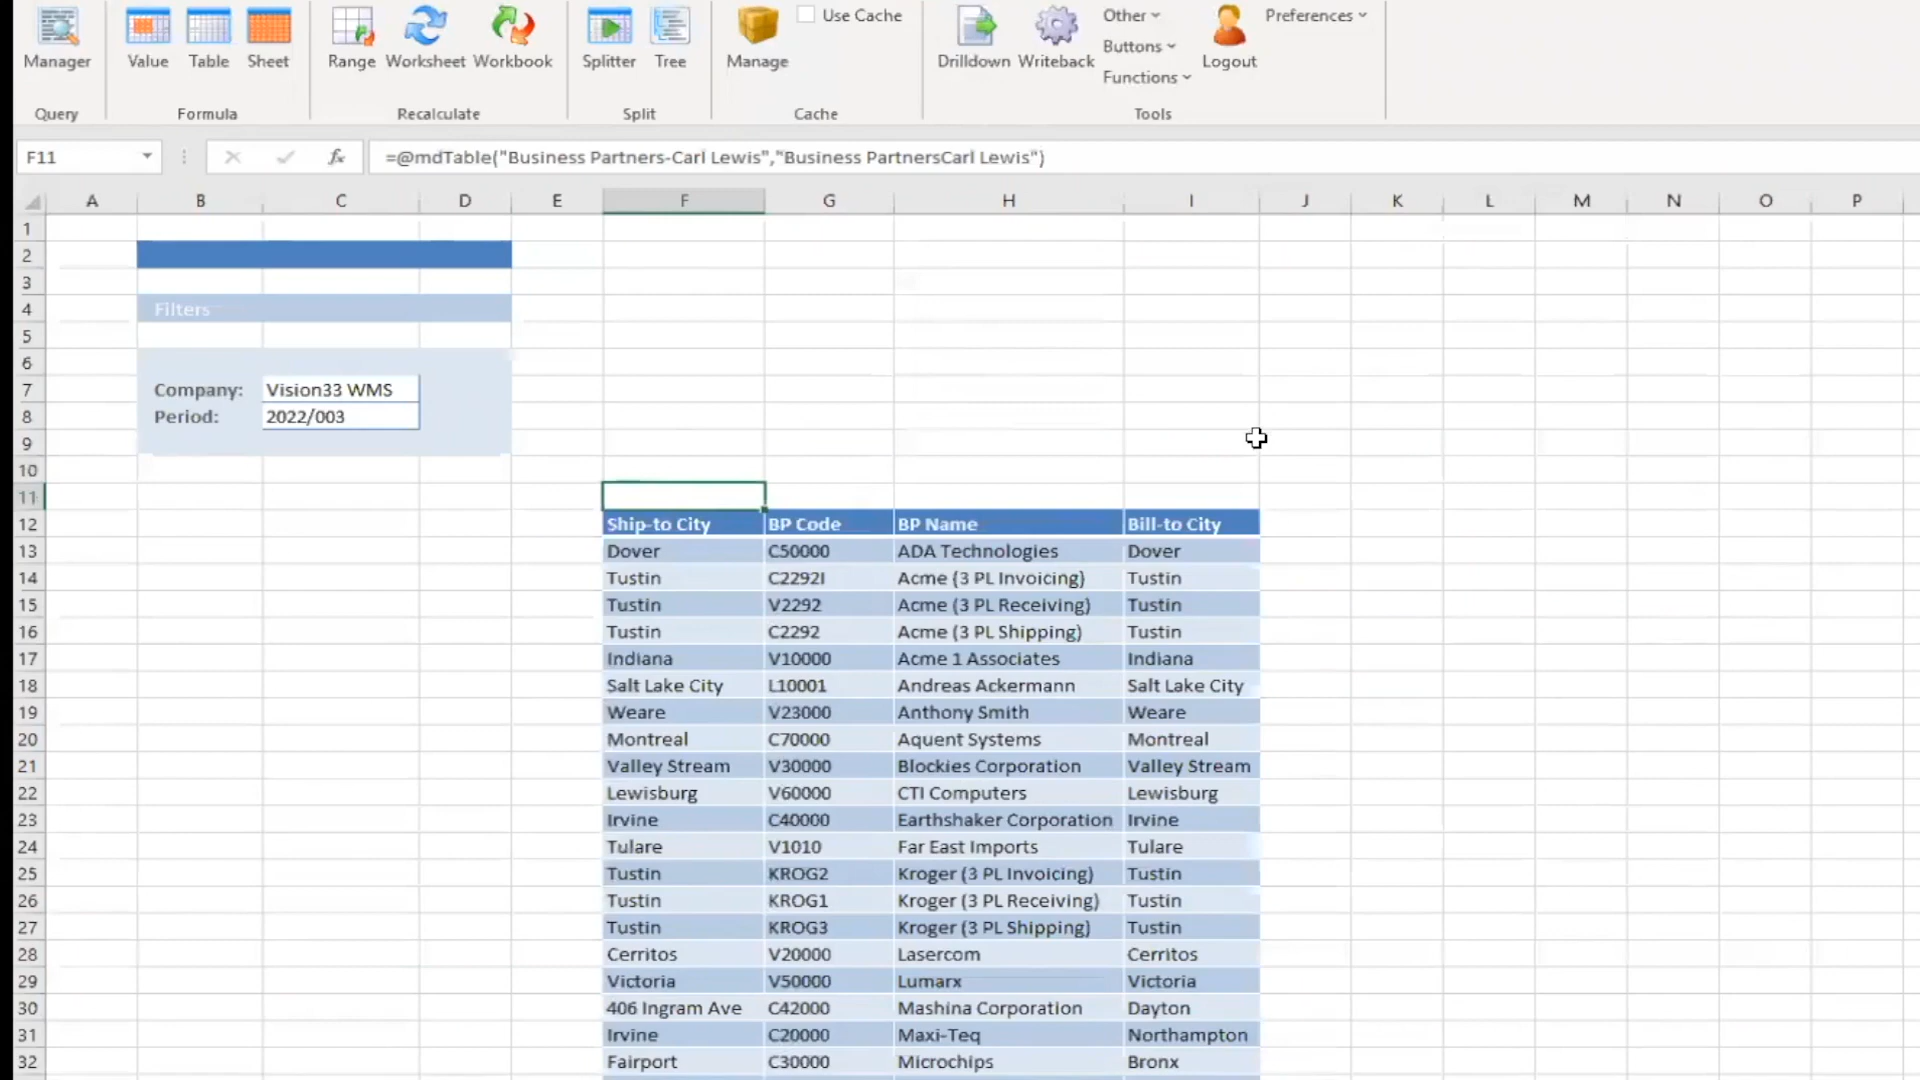 Manager
Value Table Sheet
Range Worksheet Workbook
Splitter Tree
Manage
Use Cache
Drilldown Writeback
Other
Buttons
Functions
Logout
Preferences
Query Formula Recalculate Split Cache Tools
F11 fx =@mdTable("Business Partners-Carl Lewis","Business PartnersCarl Lewis")
A B C D E F G H I J K L M N O P
1
2
3
4 Filters
5
6
7 Company: Vision33 WMS
8 Period: 2022/003
9
10
11
12 Ship-to City BP Code BP Name Bill-to City
13 Dover C50000 ADA Technologies Dover
14 Tustin C2292I Acme (3 PL Invoicing) Tustin
15 Tustin V2292 Acme (3 PL Receiving) Tustin
16 Tustin C2292 Acme (3 PL Shipping) Tustin
17 Indiana V10000 Acme 1 Associates Indiana
18 Salt Lake City L10001 Andreas Ackermann Salt Lake City
19 Weare V23000 Anthony Smith Weare
20 Montreal C70000 Aquent Systems Montreal
21 Valley Stream V30000 Blockies Corporation Valley Stream
22 Lewisburg V60000 CTI Computers Lewisburg
23 Irvine C40000 Earthshaker Corporation Irvine
24 Tulare V1010 Far East Imports Tulare
25 Tustin KROG2 Kroger (3 PL Invoicing) Tustin
26 Tustin KROG1 Kroger (3 PL Receiving) Tustin
27 Tustin KROG3 Kroger (3 PL Shipping) Tustin
28 Cerritos V20000 Lasercom Cerritos
29 Victoria V50000 Lumarx Victoria
30 406 Ingram Ave C42000 Mashina Corporation Dayton
31 Irvine C20000 Maxi-Teq Northampton
32 Fairport C30000 Microchips Bronx